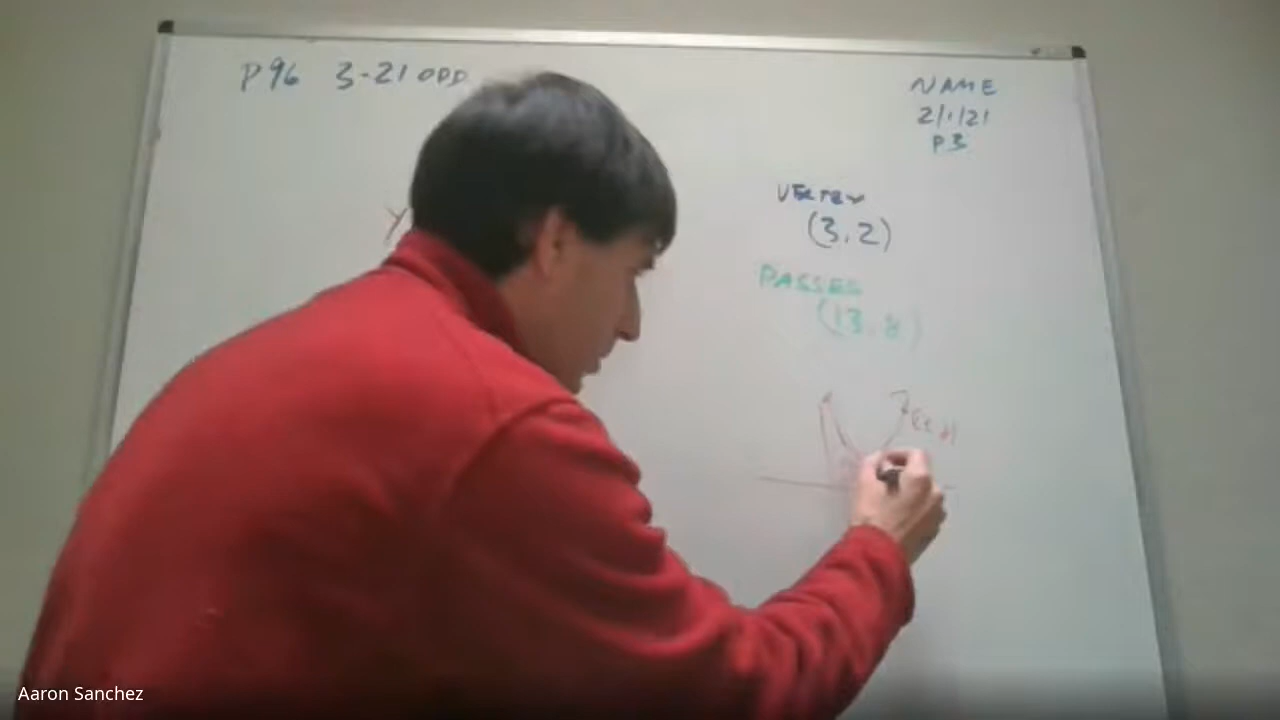 P96 3-21 ODD
NAME
2/1/21
P3
VERTEX
(3,2)
Y
PASSES
(13,8)
Aaron Sanchez